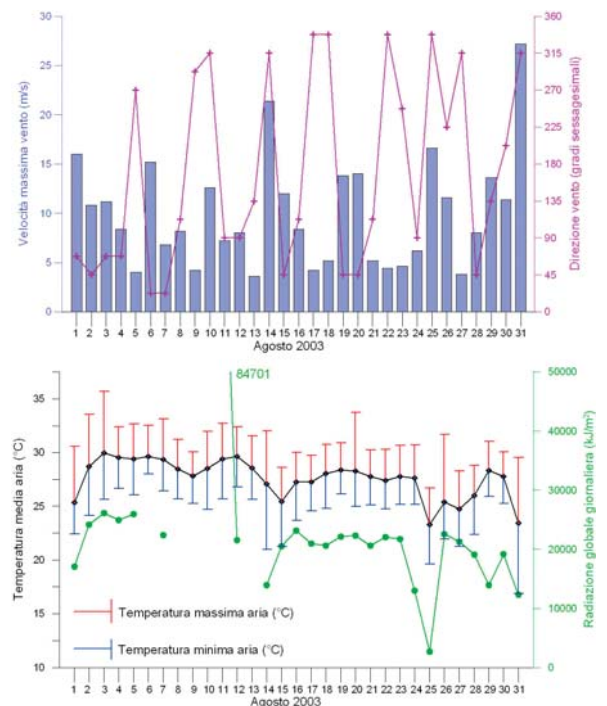 Velocità massima vento (m/s)
30
25
20
15
10
5
0
Direzione vento (gradi sessagesimali)
360
315
270
225
180
135
90
45
0
1 2 3 4 5 6 7 8 9 10 11 12 13 14 15 16 17 18 19 20 21 22 23 24 25 26 27 28 29 30 31
Agosto 2003
84701
Temperatura media aria (°C)
35
30
25
20
15
10
Radiazione globale giornaliera (kJ/m²)
50000
40000
30000
20000
10000
0
Temperatura massima aria (°C)
Temperatura minima aria (°C)
1 2 3 4 5 6 7 8 9 10 11 12 13 14 15 16 17 18 19 20 21 22 23 24 25 26 27 28 29 30 31
Agosto 2003